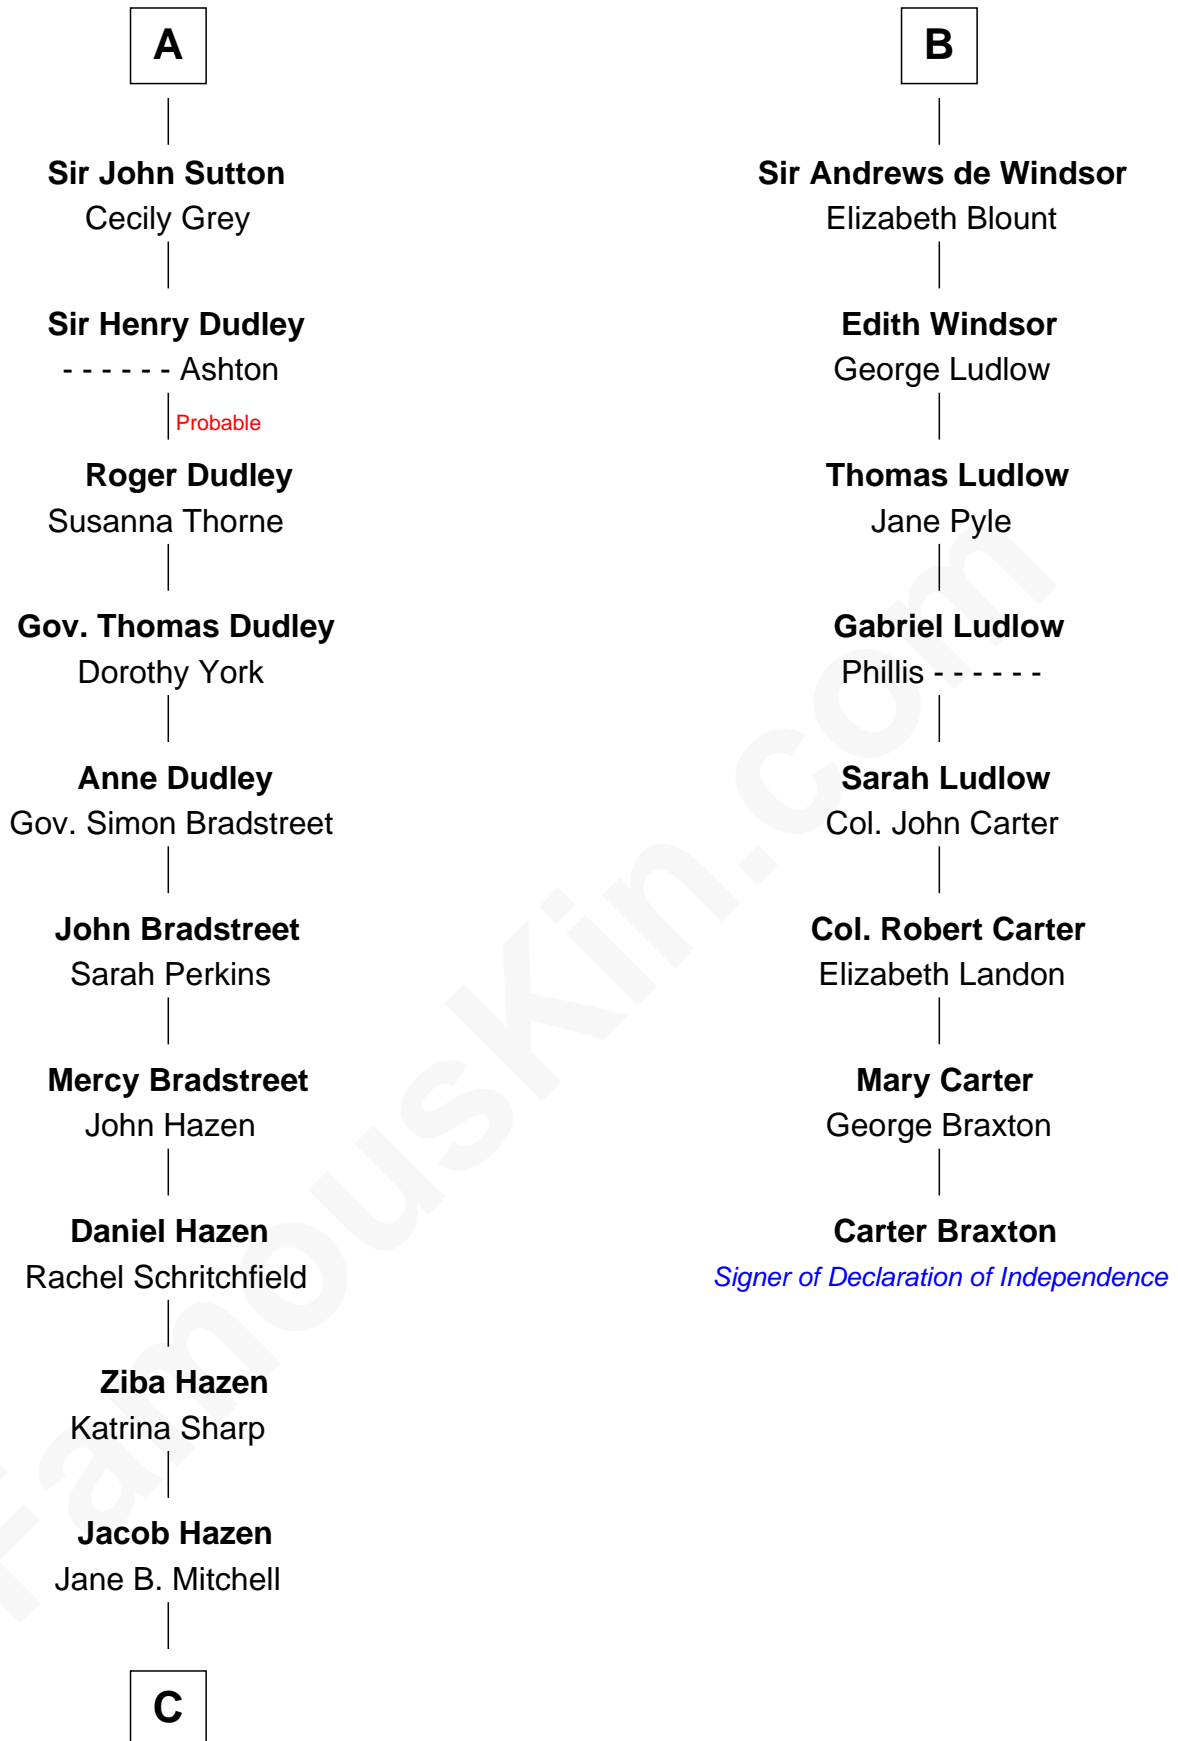 A
Sir John Sutton
Cecily Grey
Sir Henry Dudley
- - - - - - Ashton
Probable
Roger Dudley
Susanna Thorne
Gov. Thomas Dudley
Dorothy York
Anne Dudley
Gov. Simon Bradstreet
John Bradstreet
Sarah Perkins
Mercy Bradstreet
John Hazen
Daniel Hazen
Rachel Schritchfield
Ziba Hazen
Katrina Sharp
Jacob Hazen
Jane B. Mitchell
C
B
Sir Andrews de Windsor
Elizabeth Blount
Edith Windsor
George Ludlow
Thomas Ludlow
Jane Pyle
Gabriel Ludlow
Phillis - - - - - -
Sarah Ludlow
Col. John Carter
Col. Robert Carter
Elizabeth Landon
Mary Carter
George Braxton
Carter Braxton
Signer of Declaration of Independence
FamousKin.com